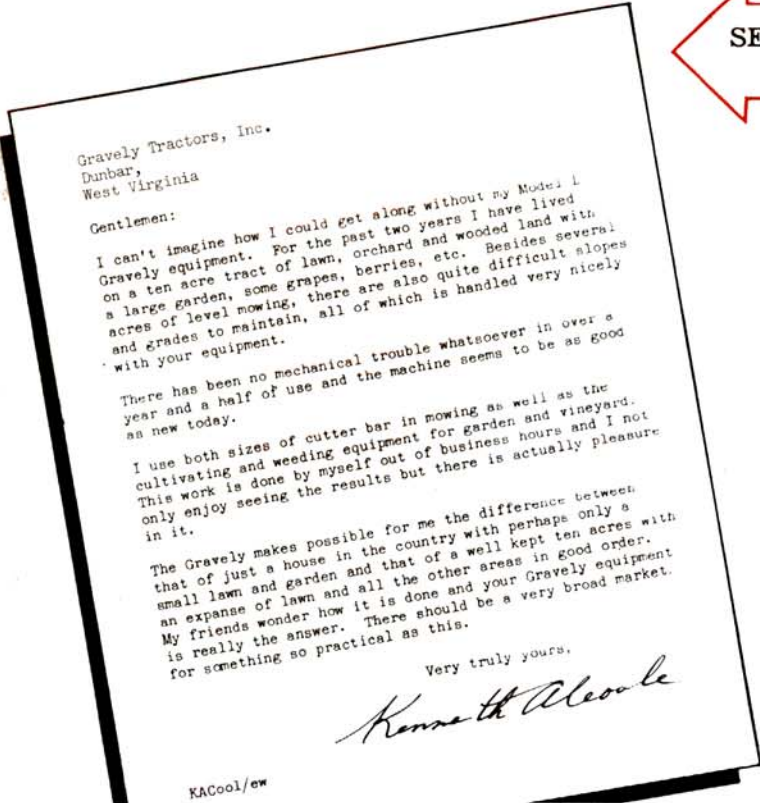 SE
Gravely Tractors, Inc.
Dunbar,
West Virginia
Gentlemen:
I can't imagine how I could get along without my Model L
Gravely equipment. For the past two years I have lived
on a ten acre tract of lawn, orchard and wooded land with
a large garden, some grapes, berries, etc. Besides several
acres of level mowing, there are also quite difficult slopes
and grades to maintain, all of which is handled very nicely
with your equipment.
There has been no mechanical trouble whatsoever in over a
year and a half of use and the machine seems to be as good
as new today.
I use both sizes of cutter bar in mowing as well as the
cultivating and weeding equipment for garden and vineyard.
This work is done by myself out of business hours and I not
only enjoy seeing the results but there is actually pleasure
in it.
The Gravely makes possible for me the difference between
that of just a house in the country with perhaps only a
small lawn and garden and that of a well kept ten acres with
an expanse of lawn and all the other areas in good order.
My friends wonder how it is done and your Gravely equipment
is really the answer. There should be a very broad market
for something so practical as this.
Very truly yours,
Kenneth
KACool/ew